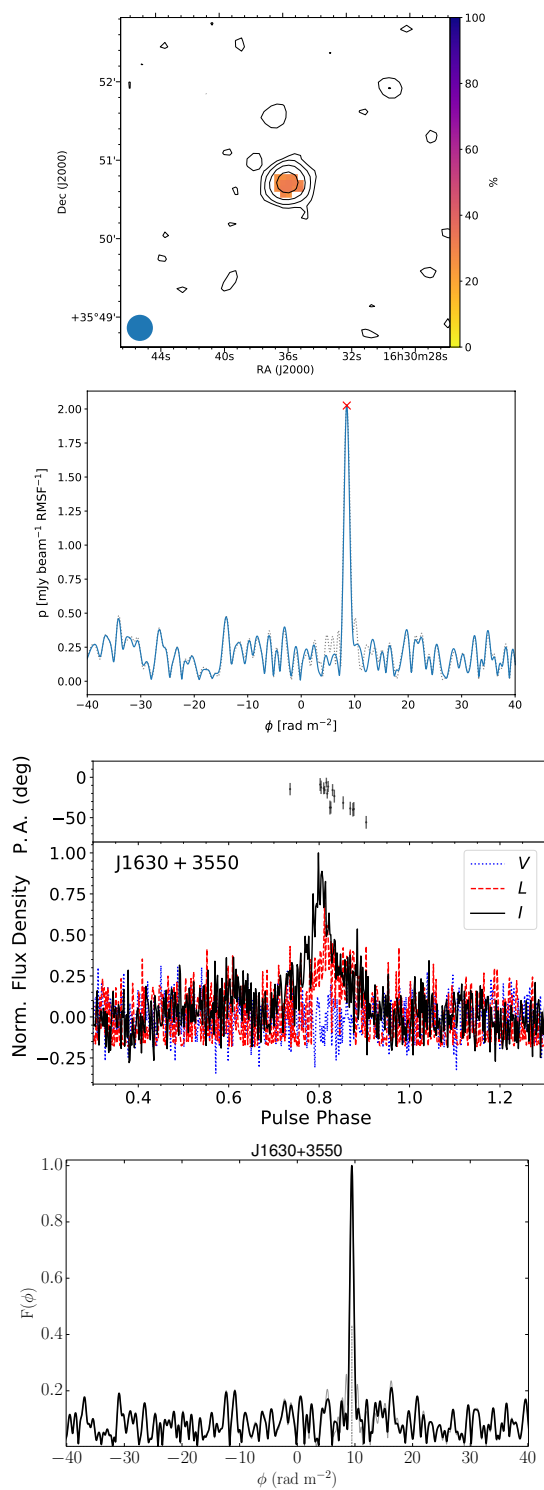 52'
51'
50'
+35°49'
Dec (J2000)
44s 40s 36s 32s 16h30m28s
RA (J2000)
100
80
60
40
20
0
%
2.00
1.75
1.50
1.25
1.00
0.75
0.50
0.25
0.00
p [mJy beam⁻¹ RMSF⁻¹]
−40 −30 −20 −10 0 10 20 30 40
ϕ [rad m⁻²]
0
−50
P. A. (deg)
1.00
0.75
0.50
0.25
0.00
−0.25
Norm. Flux Density
J1630 + 3550
V
L
I
0.4 0.6 0.8 1.0 1.2
Pulse Phase
J1630+3550
1.0
0.8
0.6
0.4
0.2
F(ϕ)
−40 −30 −20 −10 0 10 20 30 40
ϕ (rad m⁻²)